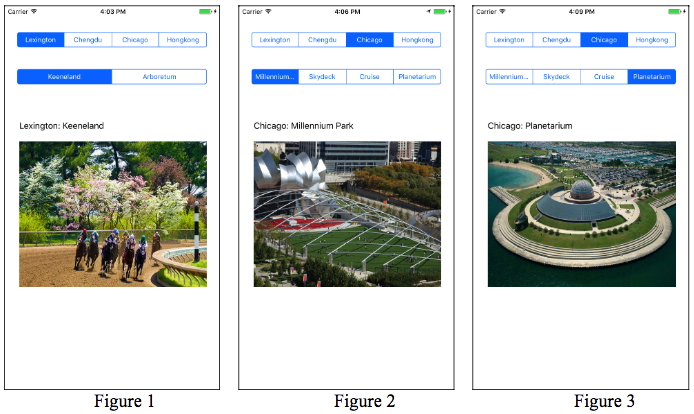 Carrier 4:03 PM
Lexington Chengdu Chicago Hongkong
Keeneland Arboretum
Lexington: Keeneland
Figure 1
Carrier 4:06 PM
Lexington Chengdu Chicago Hongkong
Millennium... Skydeck Cruise Planetarium
Chicago: Millennium Park
Figure 2
Carrier 4:09 PM
Lexington Chengdu Chicago Hongkong
Millennium... Skydeck Cruise Planetarium
Chicago: Planetarium
Figure 3